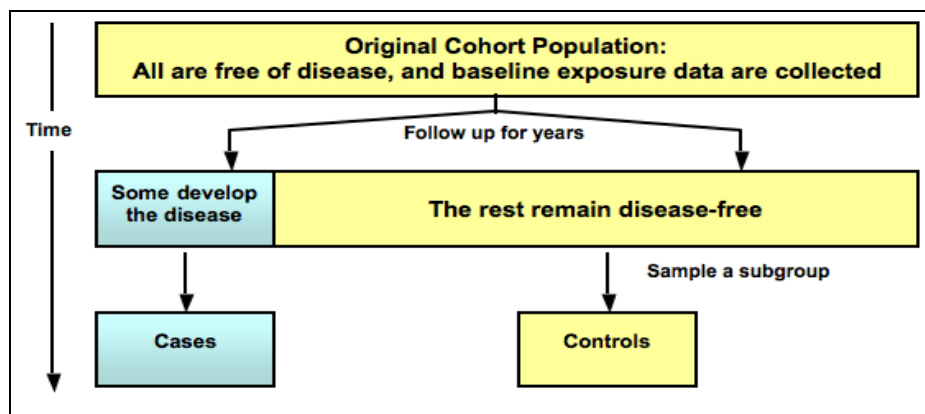 Original Cohort Population:
All are free of disease, and baseline exposure data are collected
Time
Follow up for years
Some develop
the disease
The rest remain disease-free
Sample a subgroup
Cases
Controls